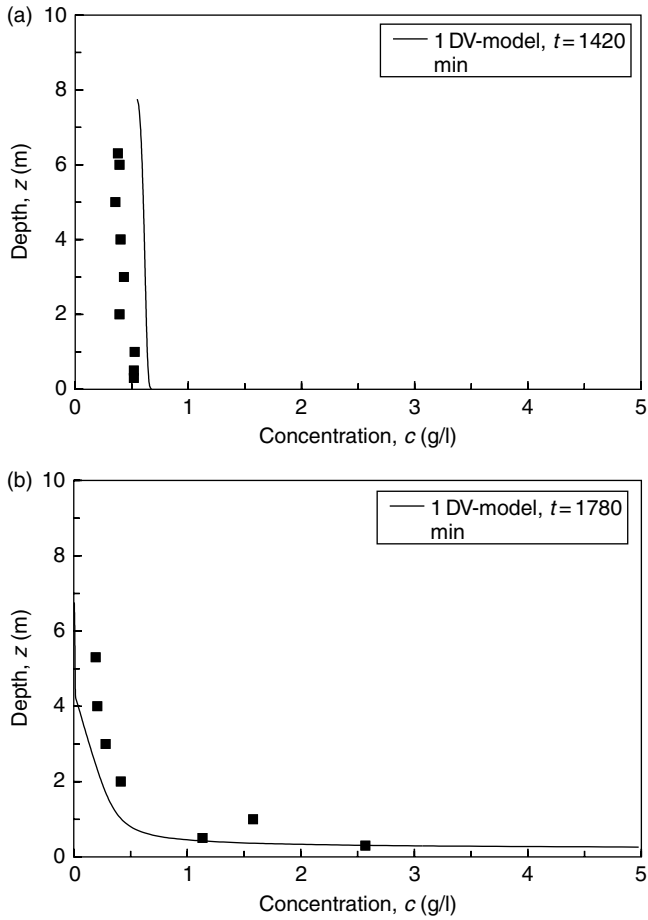 (a)
10
8
6
4
2
0
Depth, z (m)
1 DV-model, t = 1420
min
0 1 2 3 4 5
Concentration, c (g/l)
(b)
10
8
6
4
2
0
Depth, z (m)
1 DV-model, t = 1780
min
0 1 2 3 4 5
Concentration, c (g/l)